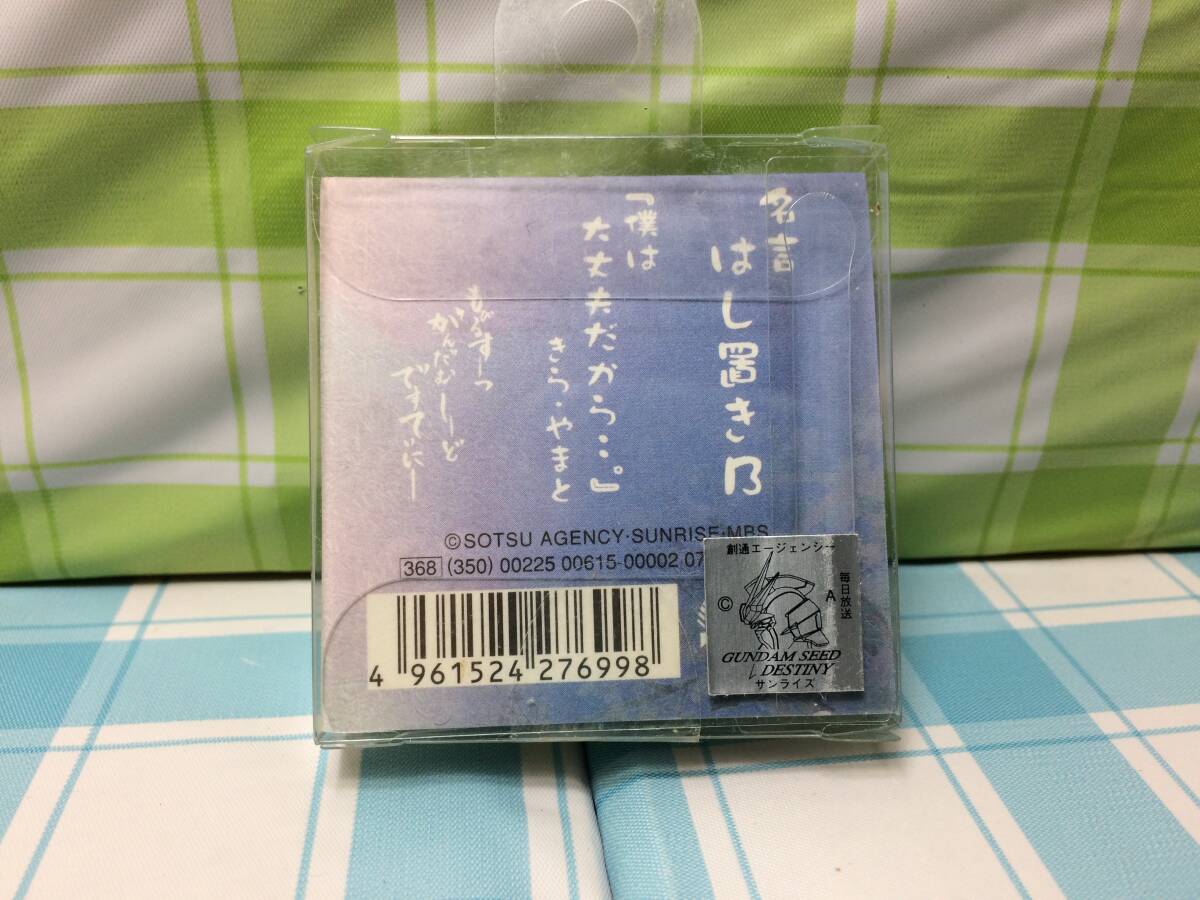 名言
はし置き乃
『僕は
大丈夫だから…。』
きら・やまと
もびるすーつ
がんだむしーど
ですてぃにー
©SOTSU AGENCY·SUNRISE·MBS
368 (350) 00225 00615-00002 07
4 961524 276998
創通エージェンシー
毎日放送
© A
GUNDAM SEED
DESTINY
サンライズ